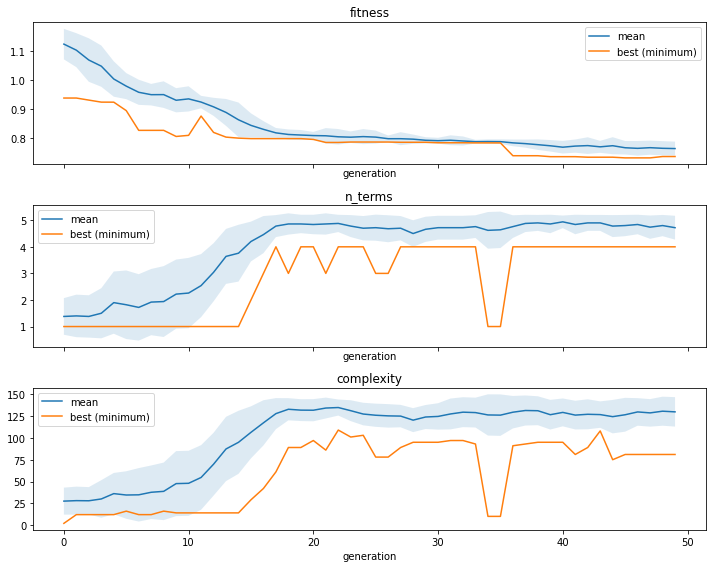 fitness
mean
best (minimum)
1.1
1.0
0.9
0.8
generation
n_terms
mean
best (minimum)
5
4
3
2
1
generation
complexity
mean
best (minimum)
150
125
100
75
50
25
0
0 10 20 30 40 50
generation